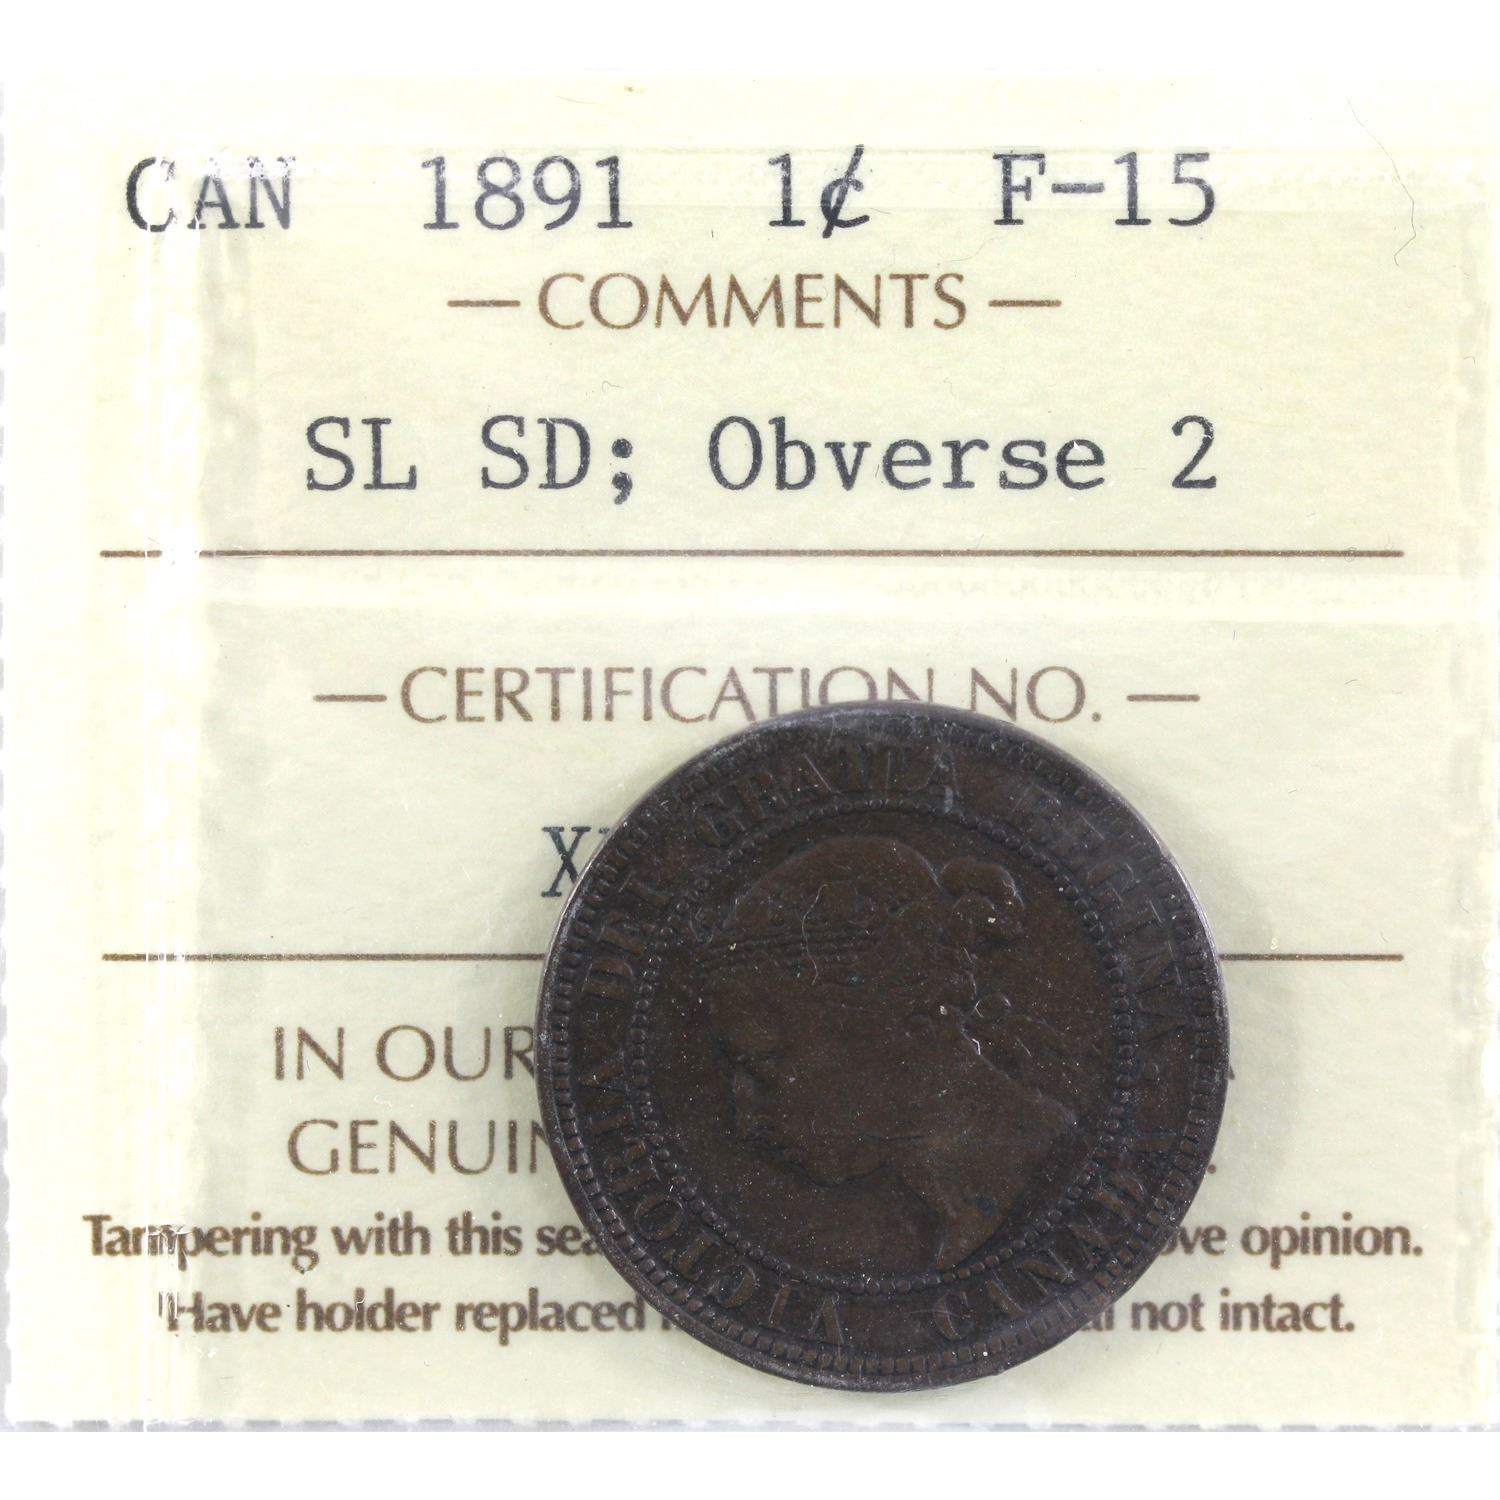 CAN 1891 1¢ F-15
— COMMENTS —
SL SD; Obverse 2
— CERTIFICATION NO. —
IN OUR
GENUIN
Tampering with this sea ove opinion.
Have holder replaced not intact.
VICTORIA DEI GRATIA REGINA. CANADA